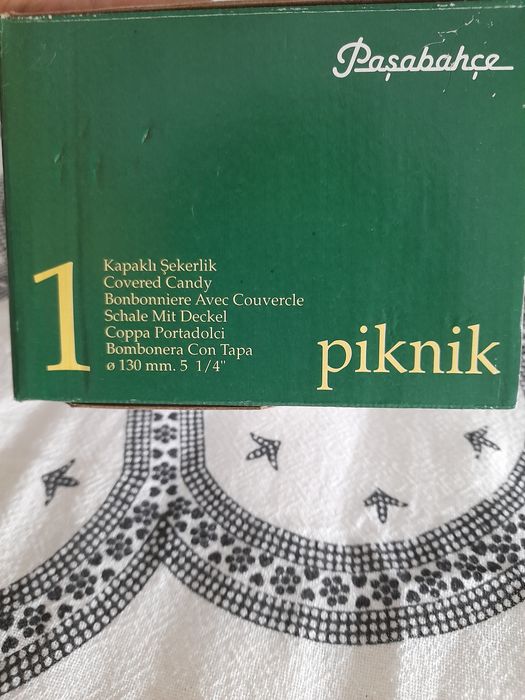 Paşabahçe
1
Kapaklı Şekerlik
Covered Candy
Bonbonniere Avec Couvercle
Schale Mit Deckel
Coppa Portadolci
Bombonera Con Tapa
ø 130 mm. 5 1/4"
piknik